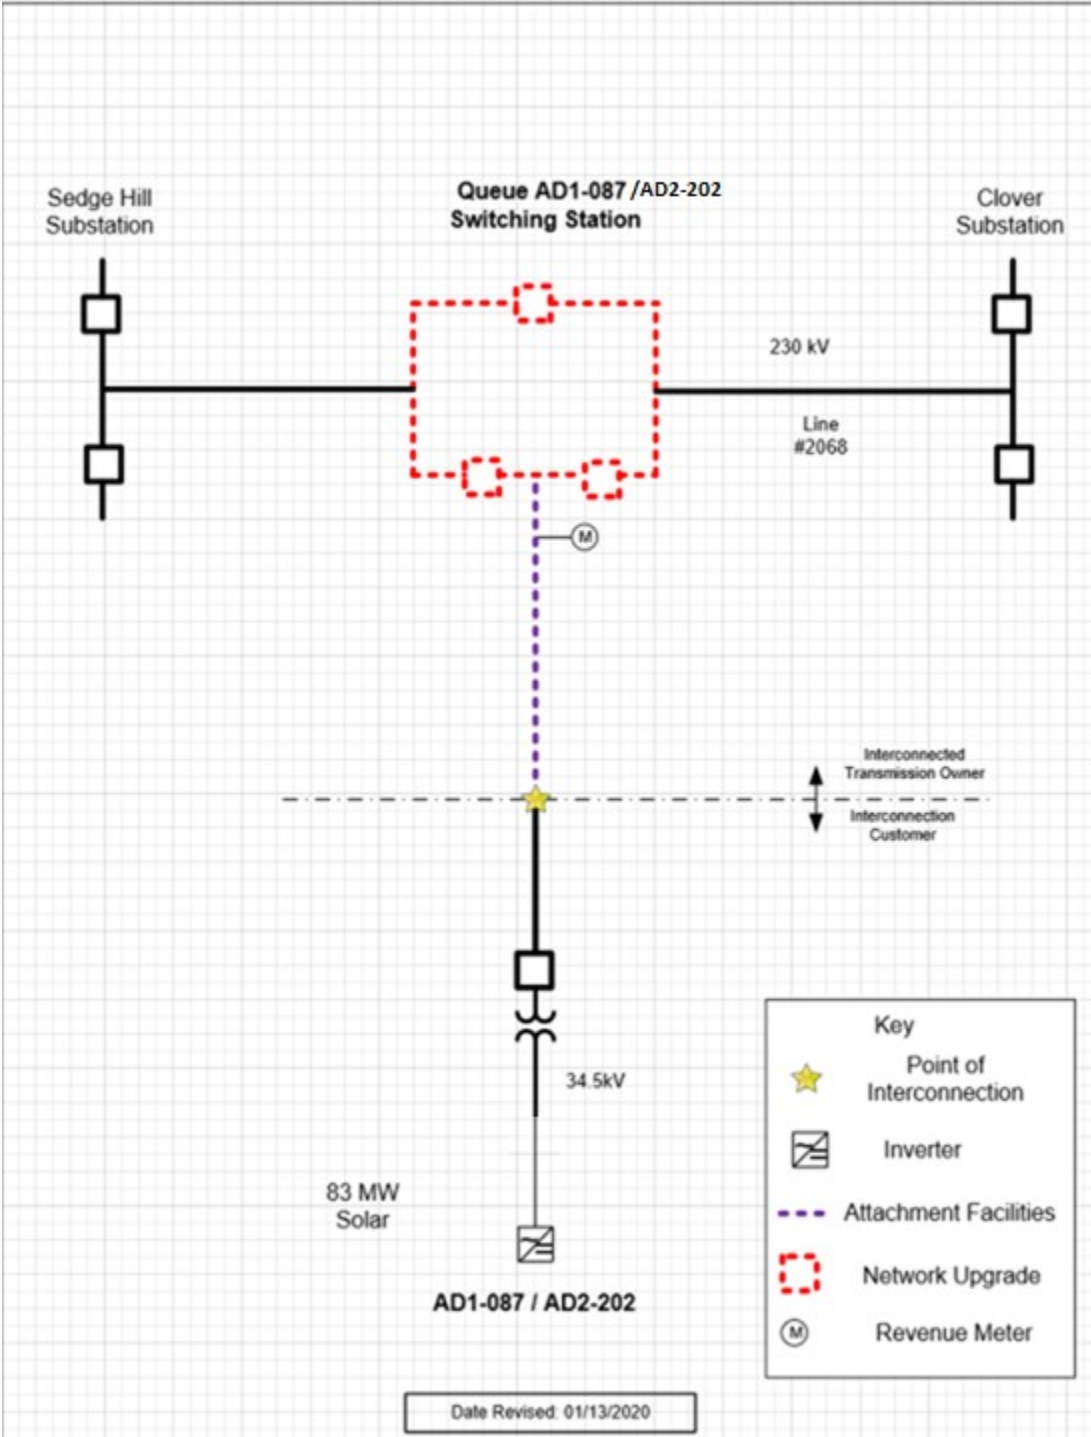 Sedge Hill
Substation
Queue AD1-087 /AD2-202
Switching Station
Clover
Substation
230 kV
Line
#2068
M
Interconnected
Transmission Owner
Interconnection
Customer
34.5kV
83 MW
Solar
AD1-087 / AD2-202
Key
Point of
Interconnection
Inverter
Attachment Facilities
Network Upgrade
M
Revenue Meter
Date Revised: 01/13/2020